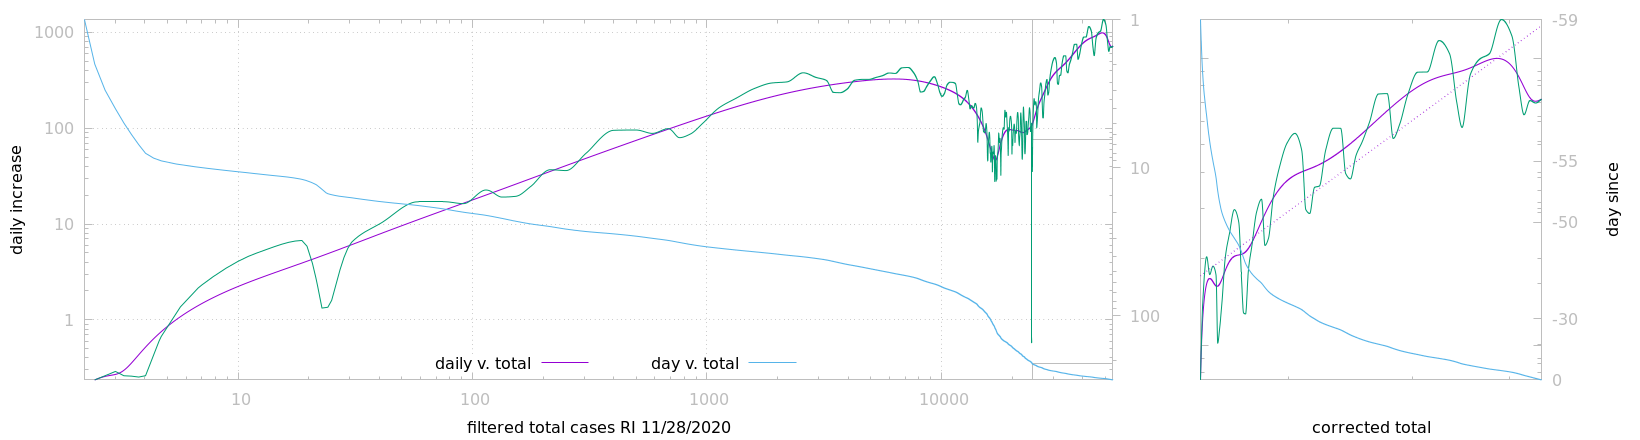 1000
100
10
1
daily increase
daily v. total
day v. total
10
100
1000
10000
filtered total cases RI 11/28/2020
1
10
100
-59
-55
-50
-30
0
day since
corrected total